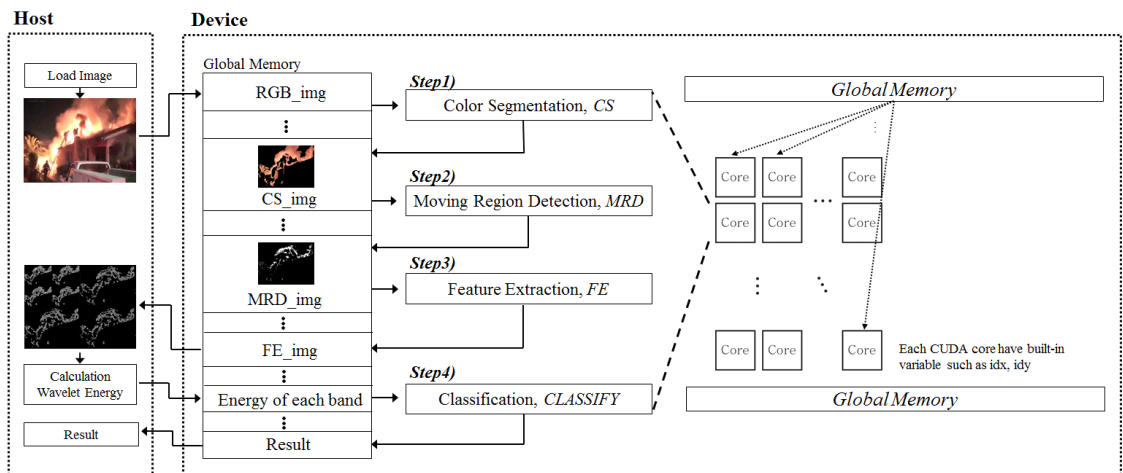 Host
Device
Load Image
Global Memory
RGB_img
Step1)
Color Segmentation, CS
CS_img
Step2)
Moving Region Detection, MRD
MRD_img
Step3)
Feature Extraction, FE
FE_img
Calculation
Wavelet Energy
Energy of each band
Step4)
Classification, CLASSIFY
Result
Result
Global Memory
Core
Core
Core
Core
Core
Core
Core
Core
Core
Each CUDA core have built-in
variable such as idx, idy
Global Memory